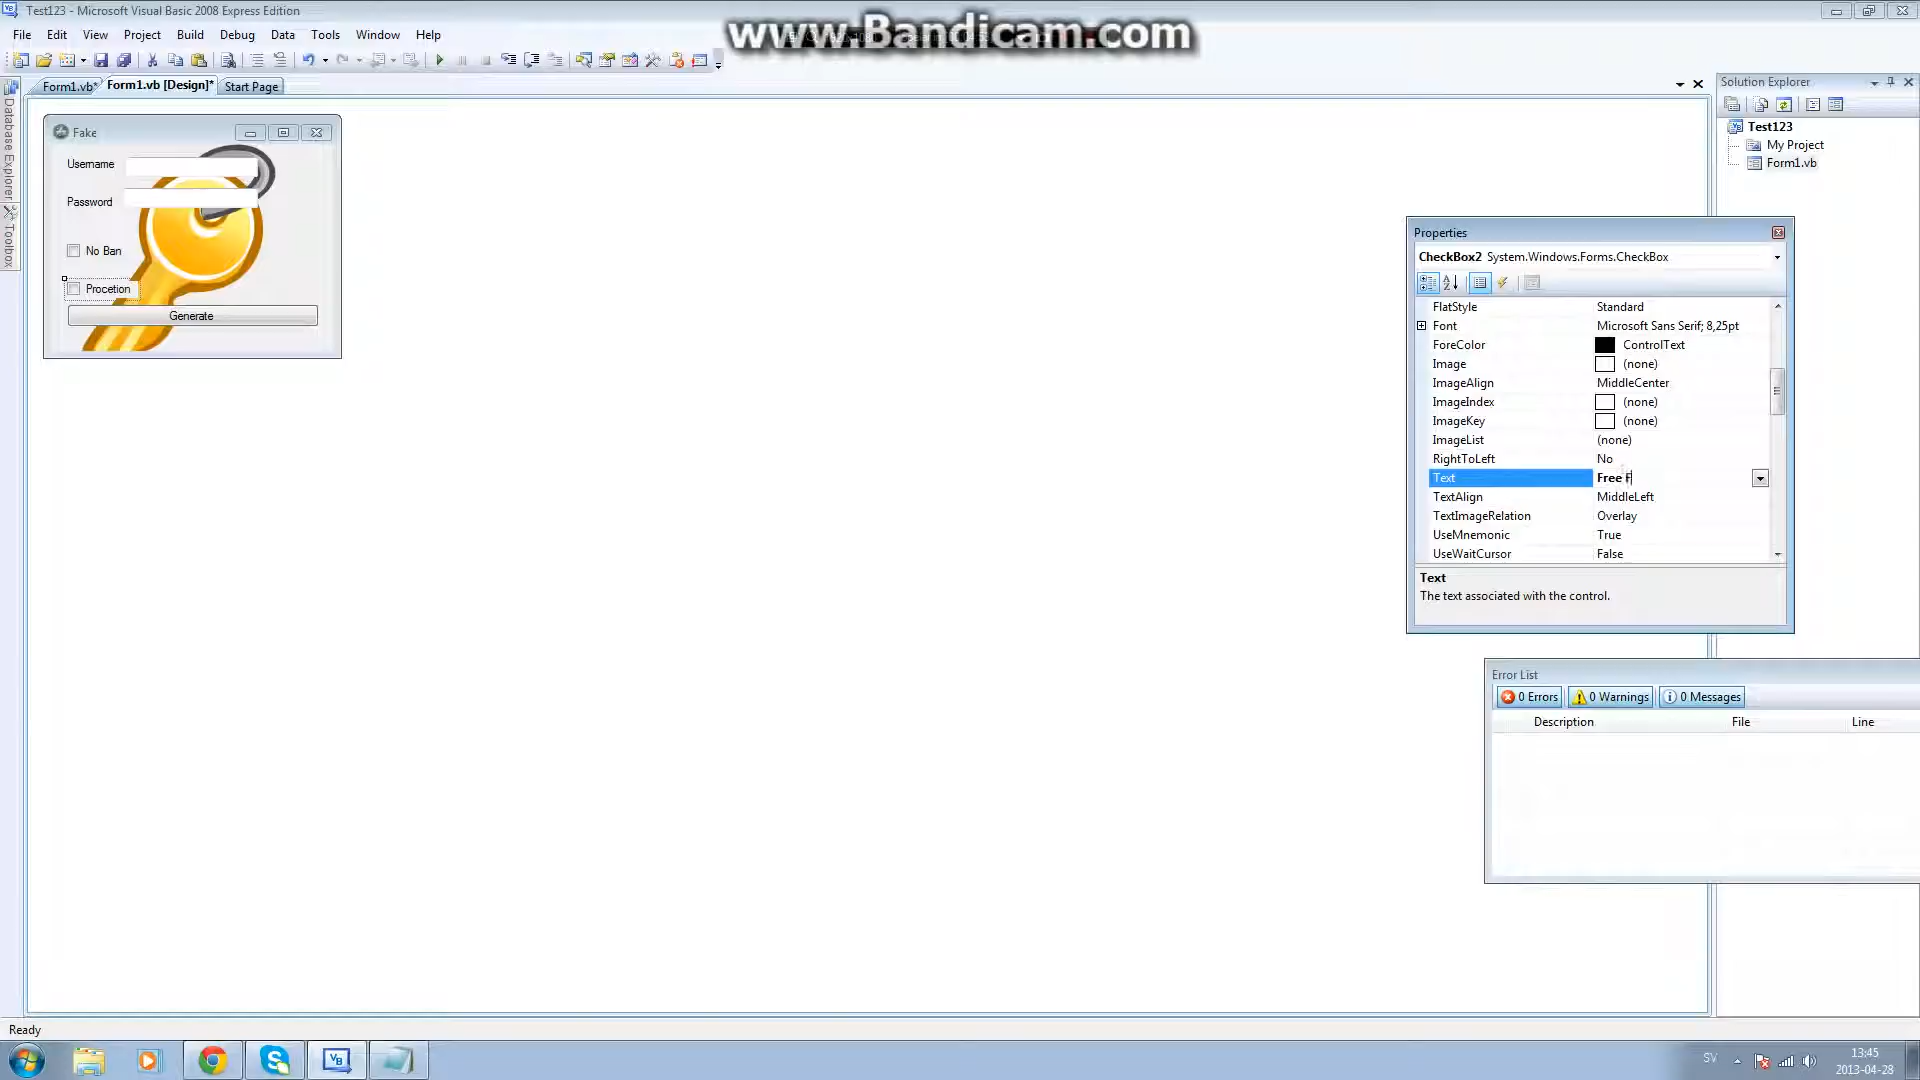 Test123 - Microsoft Visual Basic 2008 Express Edition
www.Bandicam.com
File Edit View Project Build Debug Data Tools Window Help
Form1.vb* Form1.vb [Design]* Start Page
Database Explorer
Toolbox
Fake
Username
Password
No Ban
Procetion
Generate
Solution Explorer
Test123
My Project
Form1.vb
Properties
CheckBox2 System.Windows.Forms.CheckBox
FlatStyle Standard
Font Microsoft Sans Serif; 8,25pt
ForeColor ControlText
Image (none)
ImageAlign MiddleCenter
ImageIndex (none)
ImageKey (none)
ImageList (none)
RightToLeft No
Text Free F
TextAlign MiddleLeft
TextImageRelation Overlay
UseMnemonic True
UseWaitCursor False
Text
The text associated with the control.
Error List
0 Errors 0 Warnings 0 Messages
Description File Line
Ready
SV
13:45
2013-04-28